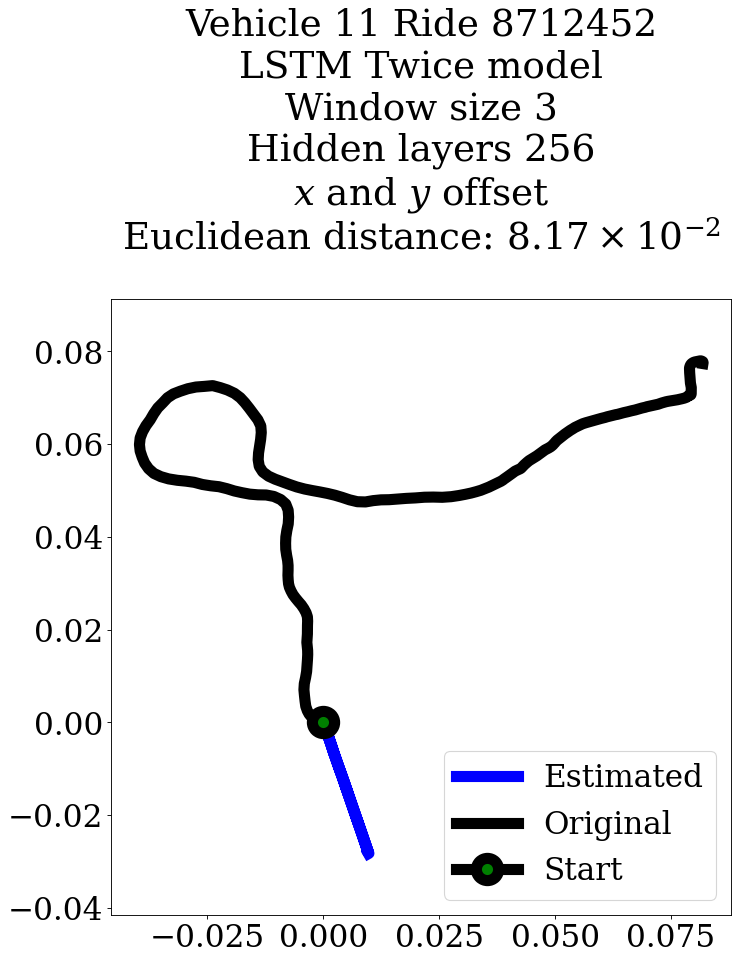 Vehicle 11 Ride 8712452
LSTM Twice model
Window size 3
Hidden layers 256
x and y offset
Euclidean distance: 8.17 × 10⁻²
0.08
0.06
0.04
0.02
0.00
−0.02
−0.04
−0.025 0.000 0.025 0.050 0.075
Estimated
Original
Start